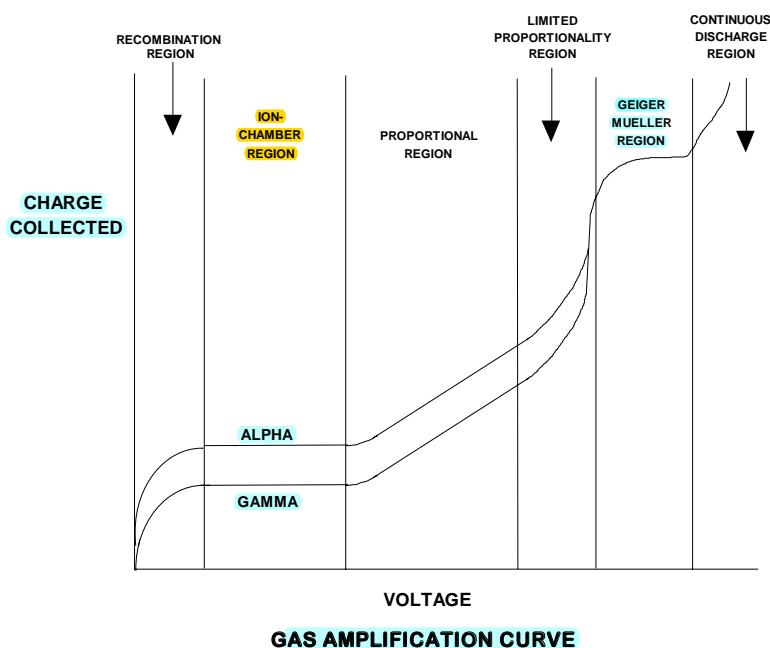 RECOMBINATION
REGION
ION-
CHAMBER
REGION
PROPORTIONAL
REGION
LIMITED
PROPORTIONALITY
REGION
GEIGER
MUELLER
REGION
CONTINUOUS
DISCHARGE
REGION
CHARGE
COLLECTED
ALPHA
GAMMA
VOLTAGE
GAS AMPLIFICATION CURVE